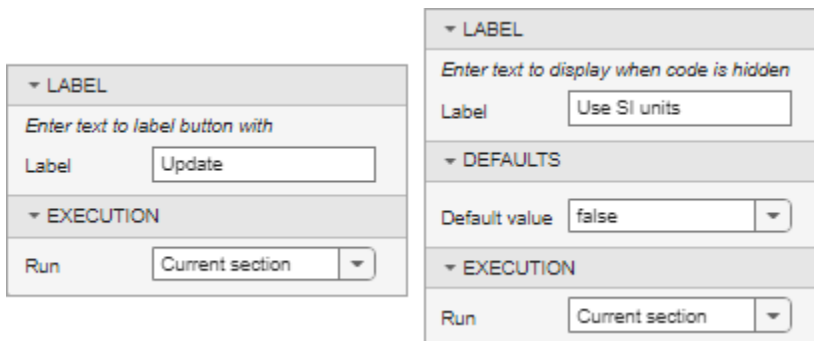 LABEL
Enter text to label button with
Label Update
EXECUTION
Run Current section
LABEL
Enter text to display when code is hidden
Label Use SI units
DEFAULTS
Default value false
EXECUTION
Run Current section